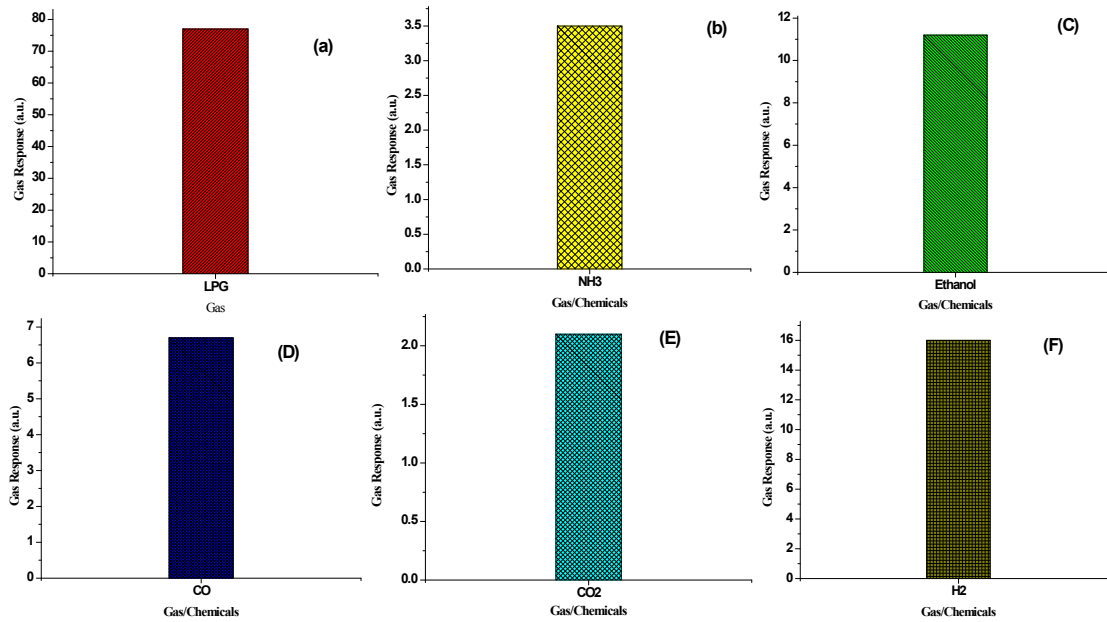 (a)
Gas Response (a.u.)
80
70
60
50
40
30
20
10
0
LPG
Gas
(b)
Gas Response (a.u.)
3.5
3.0
2.5
2.0
1.5
1.0
0.5
0.0
NH3
Gas/Chemicals
(C)
Gas Response (a.u.)
12
10
8
6
4
2
0
Ethanol
Gas/Chemicals
(D)
Gas Response (a.u.)
7
6
5
4
3
2
1
0
CO
Gas/Chemicals
(E)
Gas Response (a.u.)
2.0
1.5
1.0
0.5
0.0
CO2
Gas/Chemicals
(F)
Gas Response (a.u.)
16
14
12
10
8
6
4
2
0
H2
Gas/Chemicals